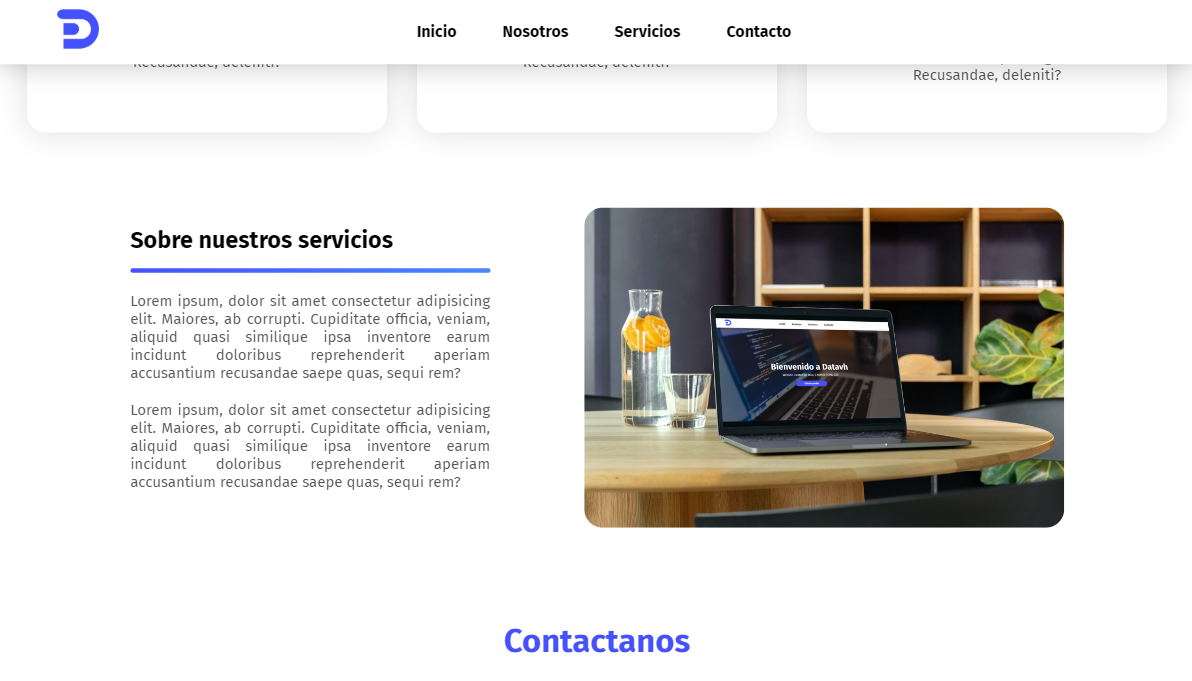 Inicio Nosotros Servicios Contacto
Recusandae, deleniti? Recusandae, deleniti?
Recusandae, deleniti?
Sobre nuestros servicios
Lorem ipsum, dolor sit amet consectetur adipisicing
elit. Maiores, ab corrupti. Cupiditate officia, veniam,
aliquid quasi similique ipsa inventore earum
incidunt doloribus reprehenderit aperiam
accusantium recusandae saepe quas, sequi rem?
Lorem ipsum, dolor sit amet consectetur adipisicing
elit. Maiores, ab corrupti. Cupiditate officia, veniam,
aliquid quasi similique ipsa inventore earum
incidunt doloribus reprehenderit aperiam
accusantium recusandae saepe quas, sequi rem?
Bienvenido a Datavh
Contactanos